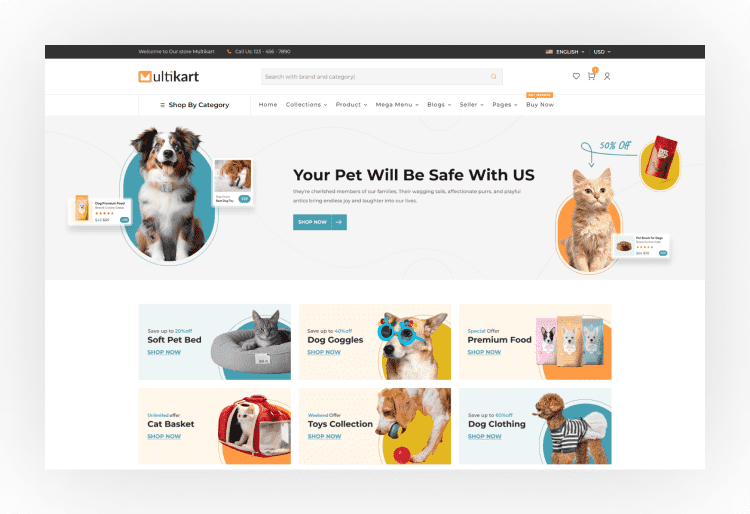 Welcome to Our store Multikart
Call Us: 123 - 456 - 7890
ENGLISH
USD
Multikart
Search with brand and category|
1
Shop By Category
Home
Collections
Product
Mega Menu
Blogs
Seller
Pages
Buy Now
50% Off
Your Pet Will Be Safe With US
they're cherished members of our families. Their wagging tails, affectionate purrs, and playful
antics bring endless joy and laughter into our lives.
SHOP NOW
Dog Premium Food
Best Dog Toy
Pet Snack for Dogs
Save up to 20%off
Soft Pet Bed
SHOP NOW
Save up to 40%off
Dog Goggles
SHOP NOW
Special Offer
Premium Food
SHOP NOW
Unlimited offer
Cat Basket
SHOP NOW
Weekend Offer
Toys Collection
SHOP NOW
Save up to 60%off
Dog Clothing
SHOP NOW